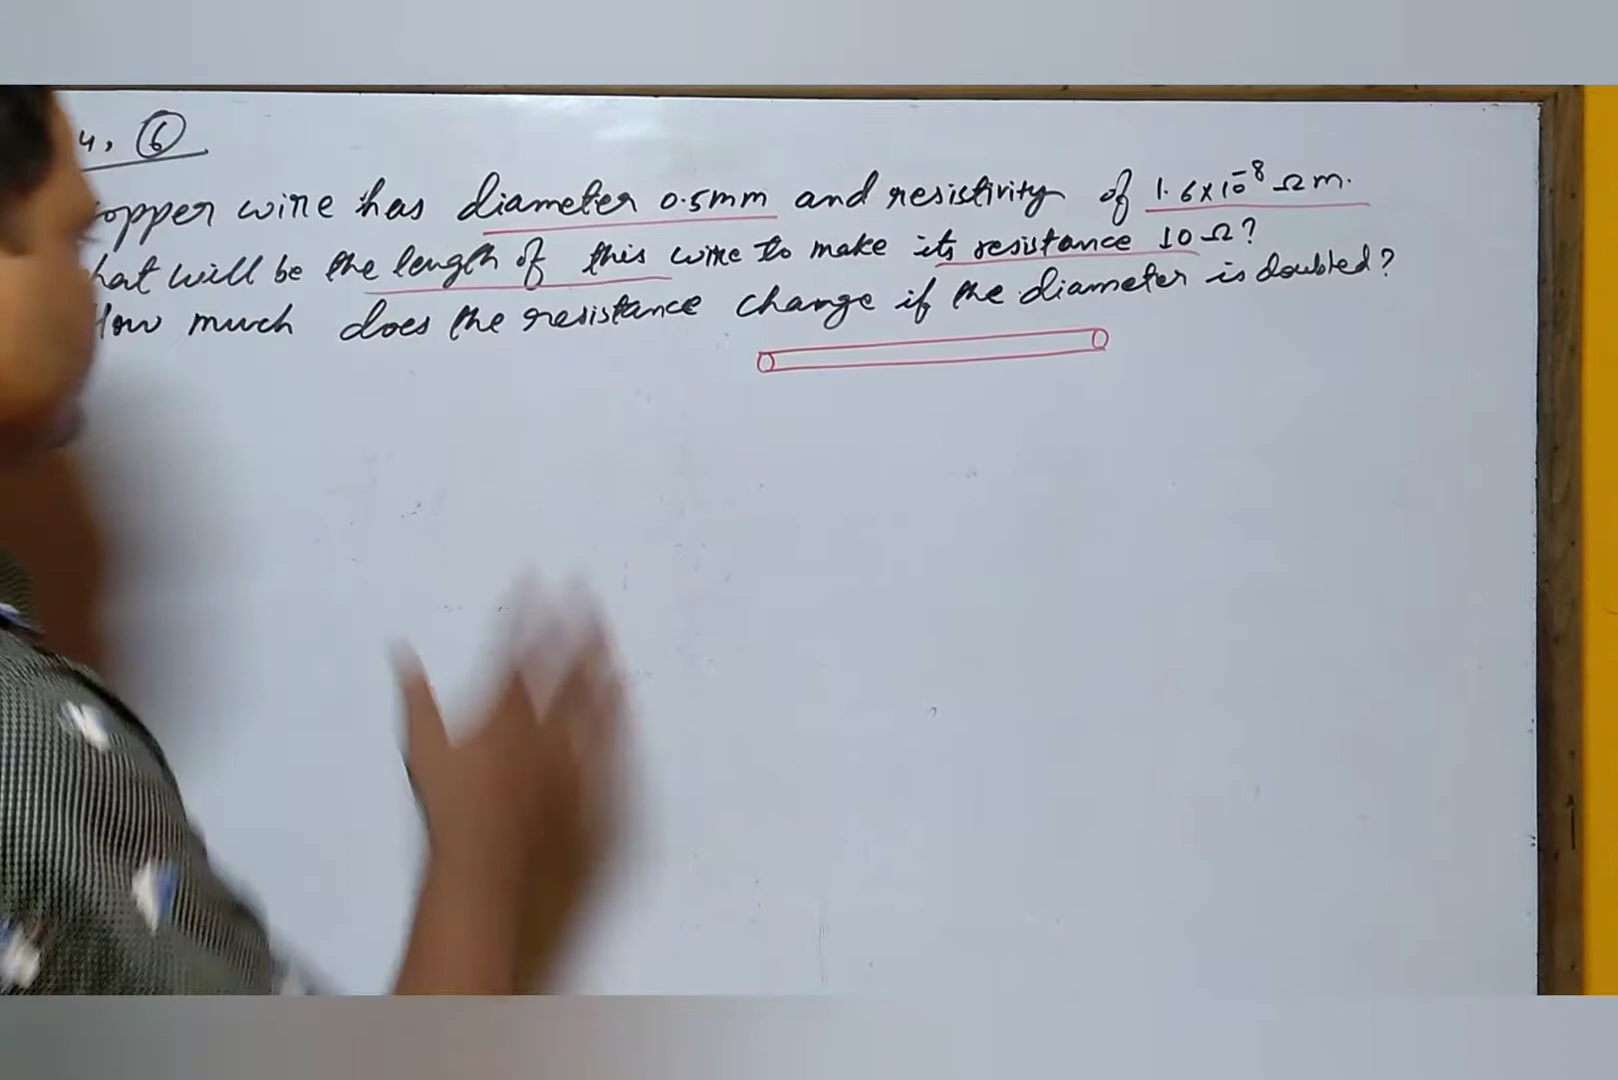 4, 6
opper wire has diameter 0.5mm and resistivity of 1.6×10⁻⁸ Ωm.
hat will be the length of this wire to make its resistance 10Ω?
How much does the resistance change if the diameter is doubled?